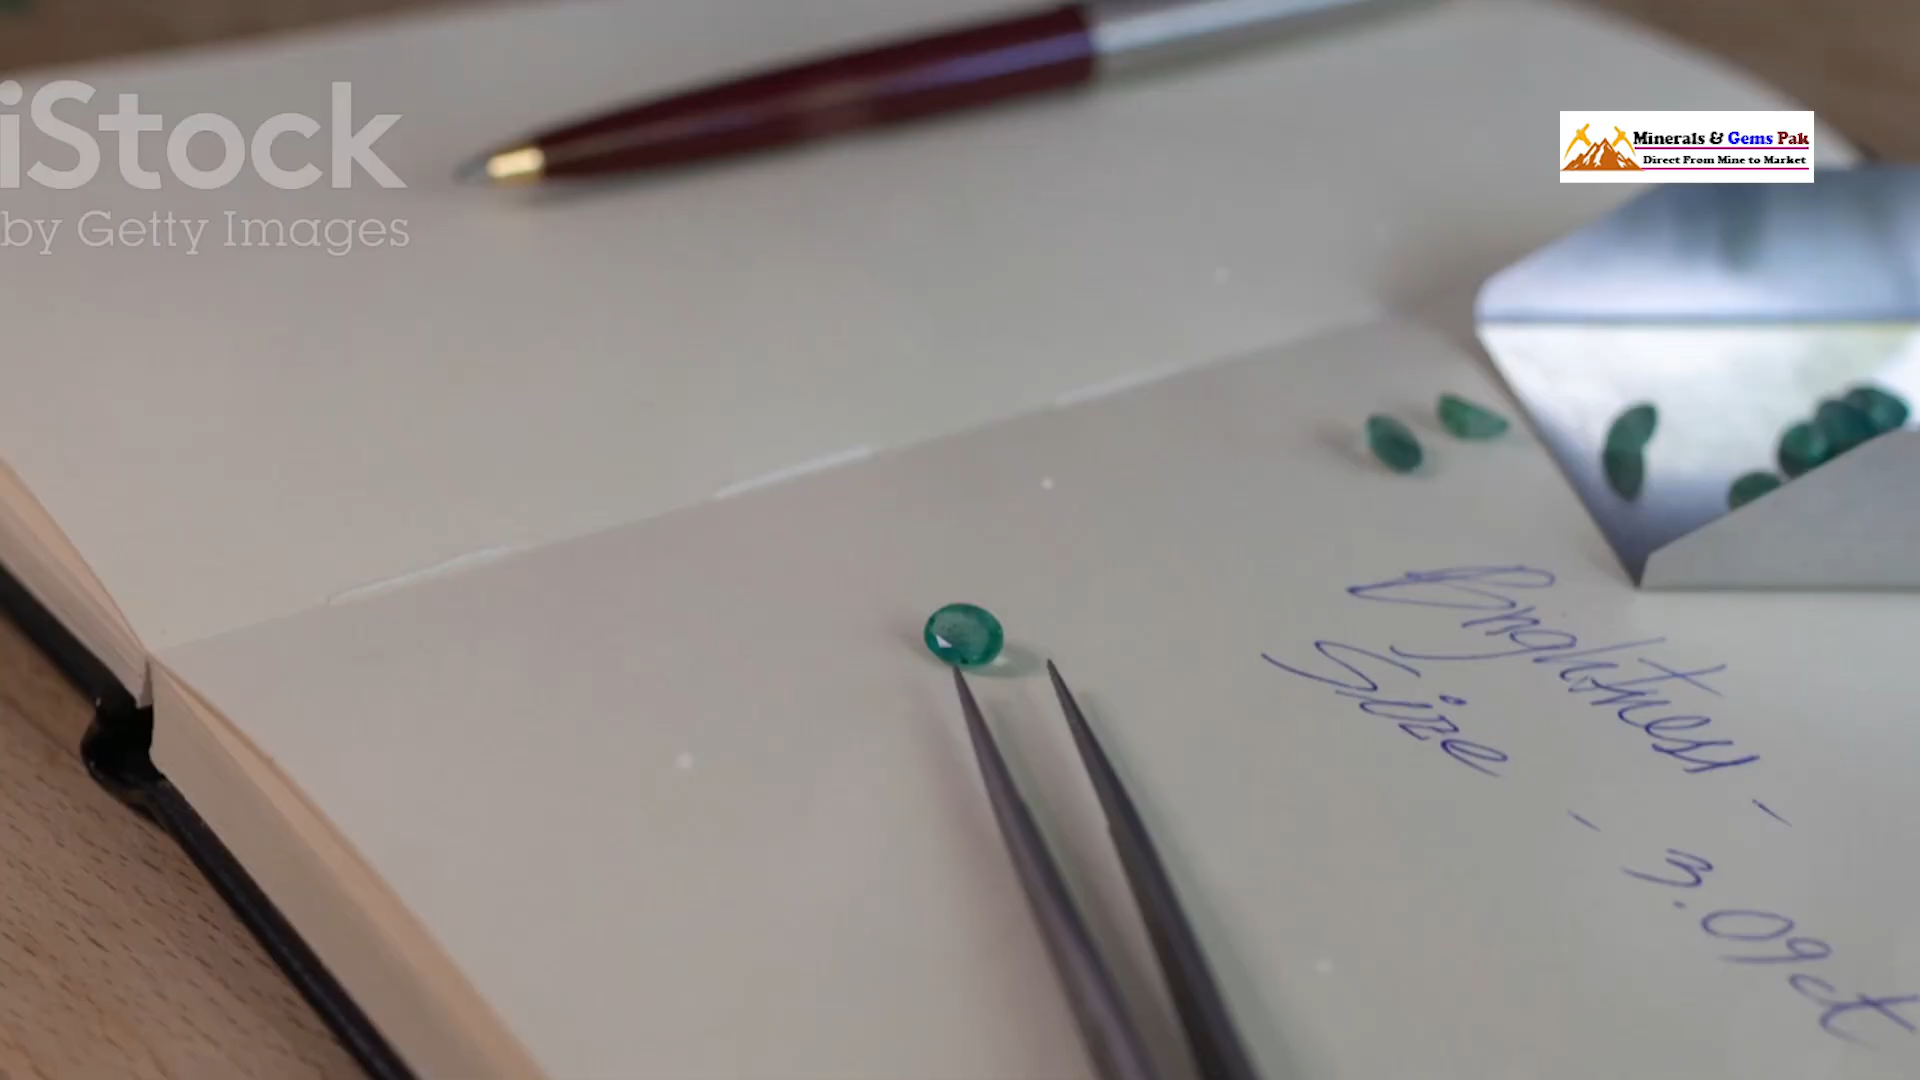 iStock
by Getty Images
Minerals & Gems Pak
Direct From Mine to Market
Brightness -
Size - 3.09ct